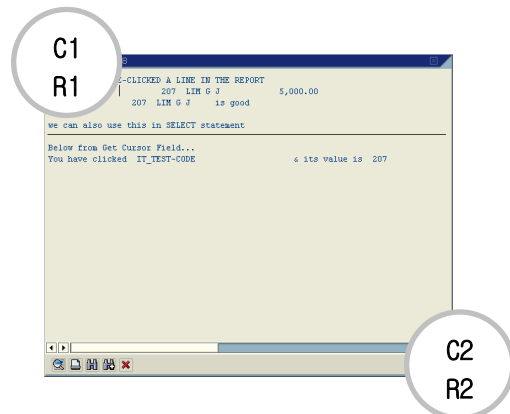 C1
R1
-CLICKED A LINE IN THE REPORT
207 LIM G J 5,000.00
207 LIM G J is good
we can also use this in SELECT statement
Below from Get Cursor Field...
You have clicked IT_TEST-CODE & its value is 207
C2
R2